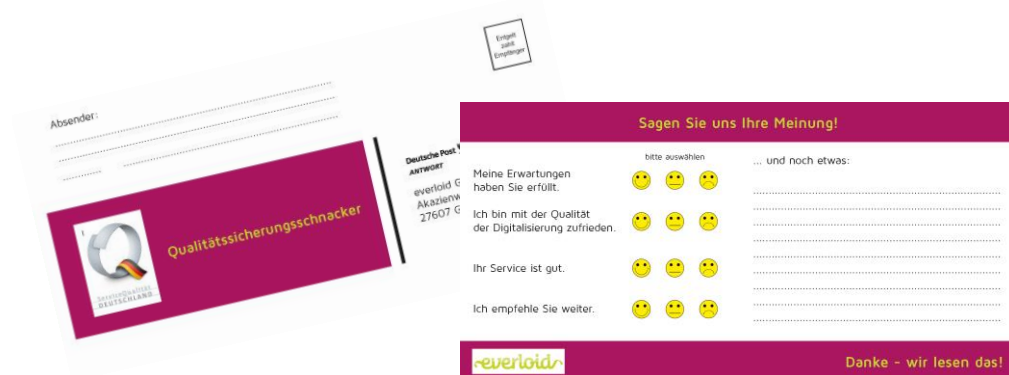 Entgelt
zahlt
Empfänger
Absender:
Deutsche Post
ANTWORT
everloid G
Akazienw
27607 G
Qualitätssicherungsschnacker
ServiceQualität
DEUTSCHLAND
Sagen Sie uns Ihre Meinung!
bitte auswählen
... und noch etwas:
Meine Erwartungen
haben Sie erfüllt.
Ich bin mit der Qualität
der Digitalisierung zufrieden.
Ihr Service ist gut.
Ich empfehle Sie weiter.
everloid
Danke - wir lesen das!